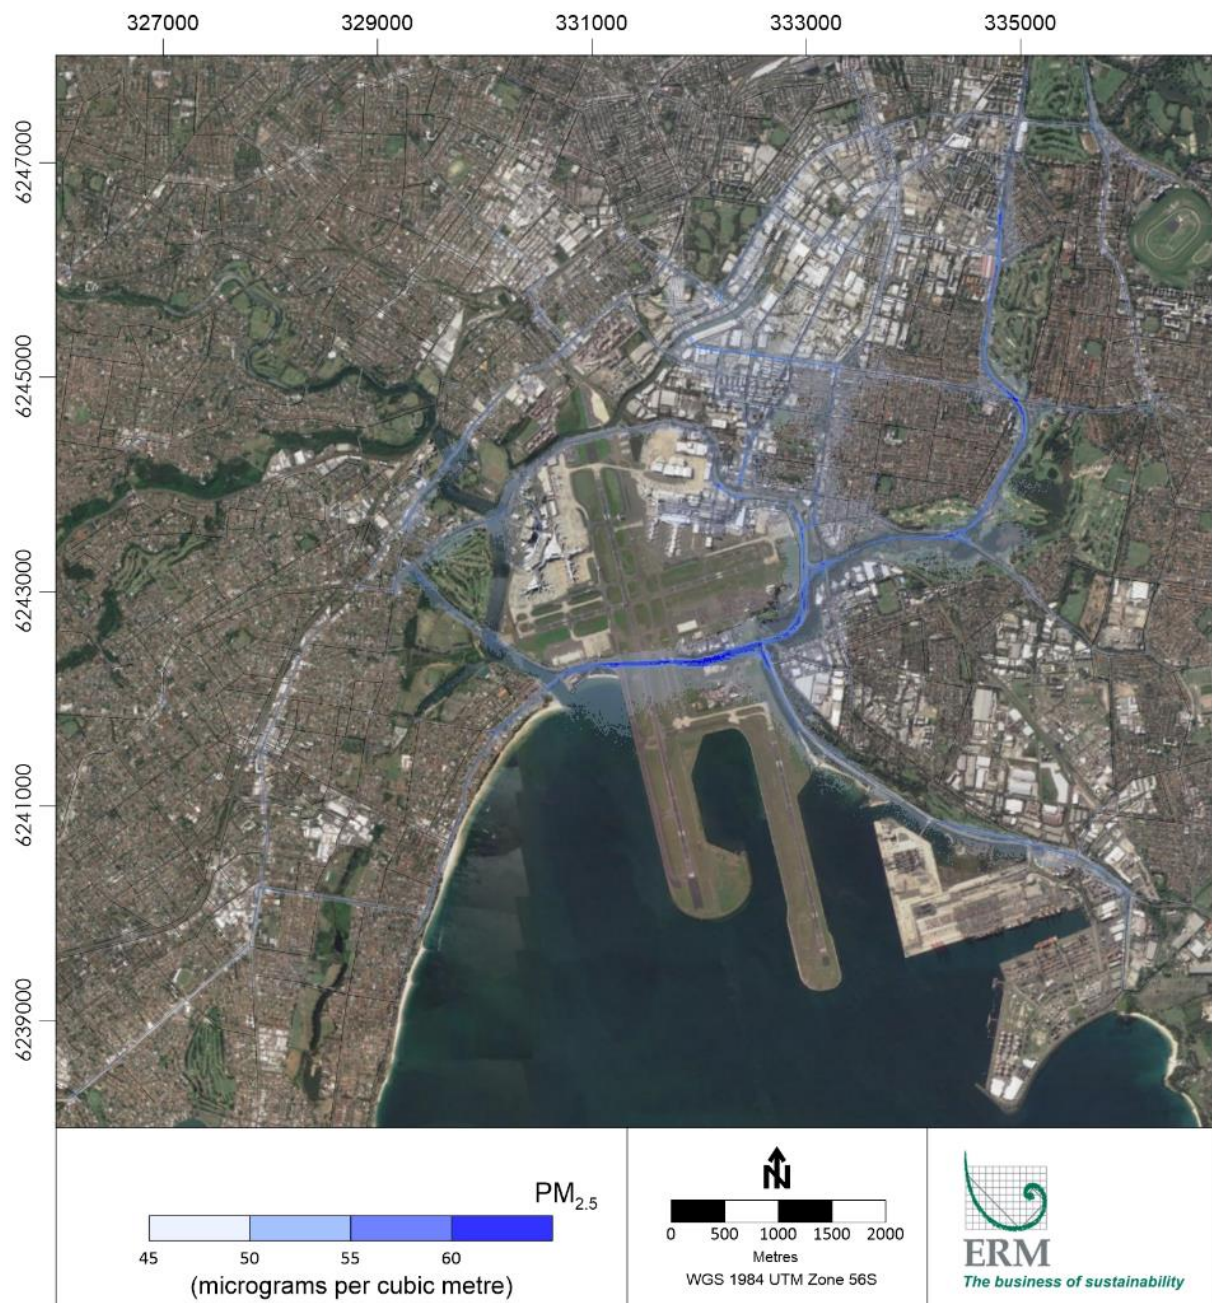 327000 329000 331000 333000 335000
6247000
6245000
6243000
6241000
6239000
PM2.5
45 50 55 60
(micrograms per cubic metre)
N
0 500 1000 1500 2000
Metres
WGS 1984 UTM Zone 56S
ERM
The business of sustainability